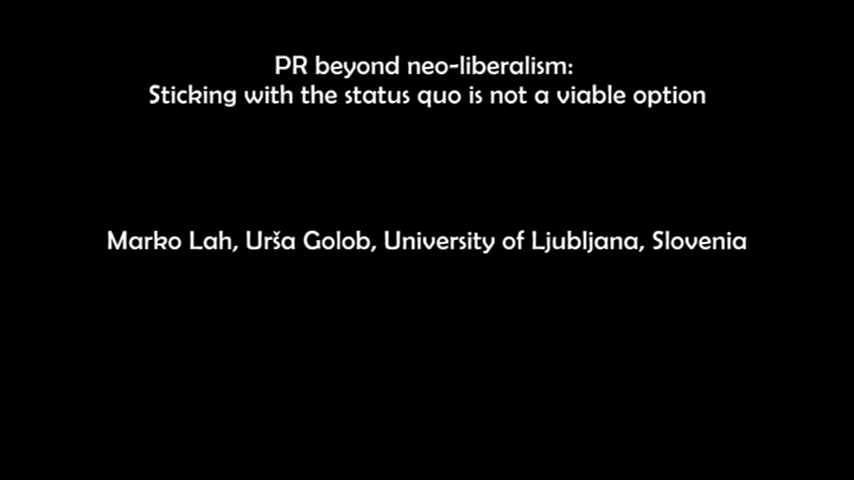 PR beyond neo-liberalism:
Sticking with the status quo is not a viable option
Marko Lah, Urša Golob, University of Ljubljana, Slovenia